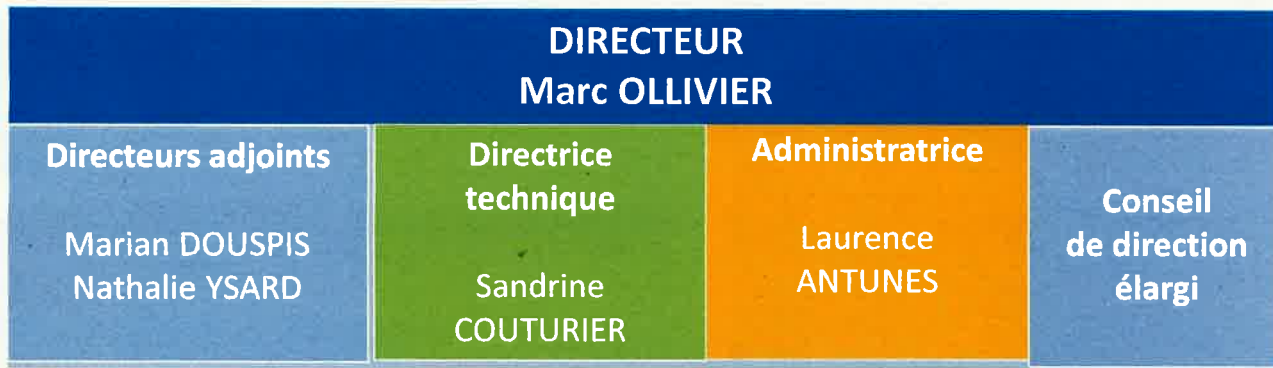 DIRECTEUR
Marc OLLIVIER
Directeurs adjoints
Marian DOUSPIS
Nathalie YSARD
Directrice
technique
Sandrine
COUTURIER
Administratrice
Laurence
ANTUNES
Conseil
de direction
élargi